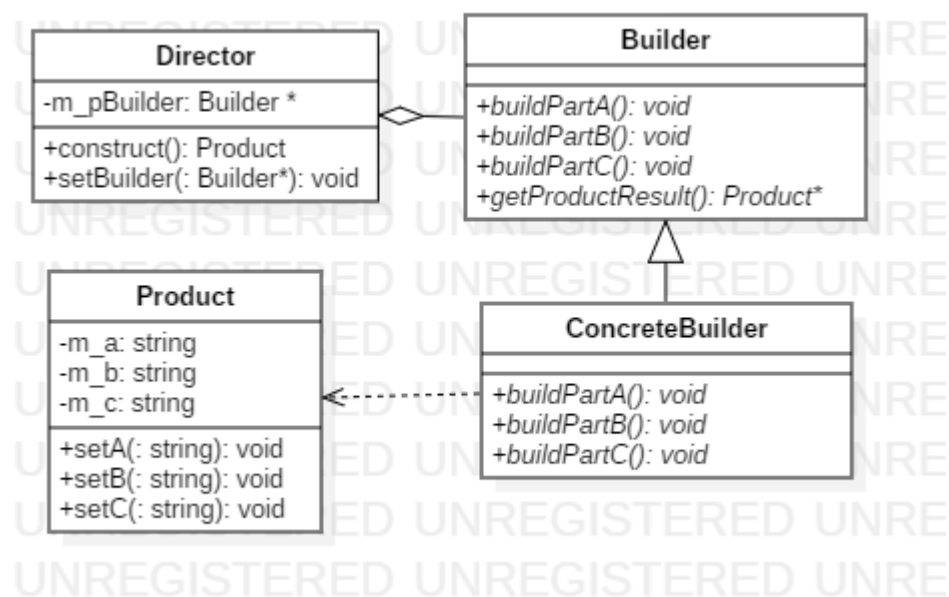 Director
-m_pBuilder: Builder *
+construct(): Product
+setBuilder(: Builder*): void
Builder
+buildPartA(): void
+buildPartB(): void
+buildPartC(): void
+getProductResult(): Product*
Product
-m_a: string
-m_b: string
-m_c: string
+setA(: string): void
+setB(: string): void
+setC(: string): void
ConcreteBuilder
+buildPartA(): void
+buildPartB(): void
+buildPartC(): void
UNREGISTERED UNREGISTERED UNRE